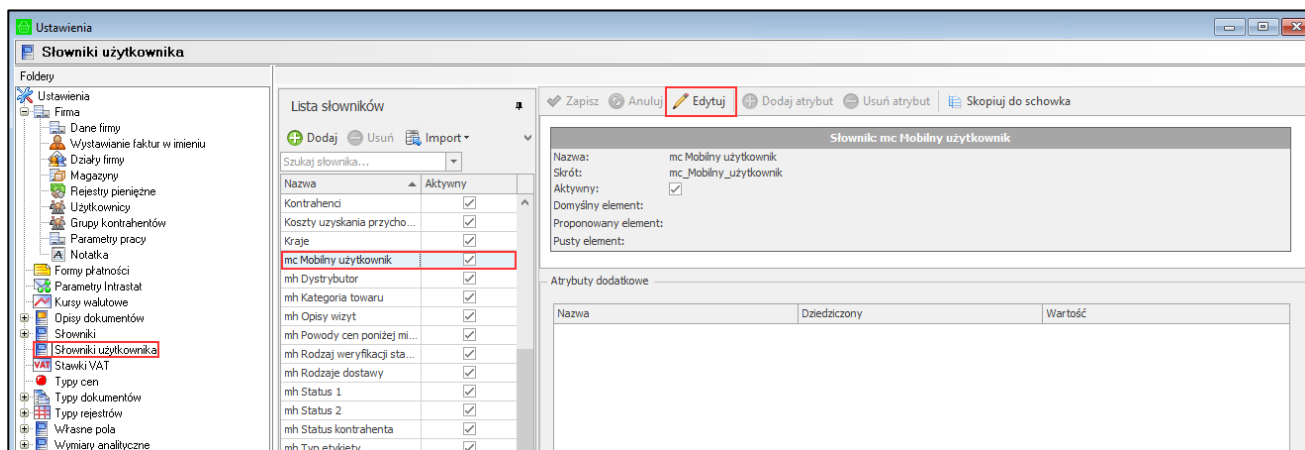 Ustawienia
Słowniki użytkownika
Foldery
Ustawienia
Firma
Dane firmy
Wystawianie faktur w imieniu
Działy firmy
Magazyny
Rejestry pieniężne
Użytkownicy
Grupy kontrahentów
Parametry pracy
Notatka
Formy płatności
Parametry Intrastat
Kursy walutowe
Opisy dokumentów
Słowniki
Słowniki użytkownika
Stawki VAT
Typy cen
Typy dokumentów
Typy rejestrów
Własne pola
Wymiary analityczne
Lista słowników
Dodaj Usuń Import
Szukaj słownika...
Nazwa Aktywny
Kontrahenci
Koszty uzyskania przycho...
Kraje
mc Mobilny użytkownik
mh Dystrybutor
mh Kategoria towaru
mh Opisy wizyt
mh Powody cen poniżej mi...
mh Rodzaj weryfikacji sta...
mh Rodzaje dostawy
mh Status 1
mh Status 2
mh Status kontrahenta
mh Typ etykiety
Zapisz Anuluj Edytuj Dodaj atrybut Usuń atrybut Skopiuj do schowka
Słownik: mc Mobilny użytkownik
Nazwa: mc Mobilny użytkownik
Skrót: mc_Mobilny_użytkownik
Aktywny:
Domyślny element:
Proponowany element:
Pusty element:
Atrybuty dodatkowe
Nazwa Dziedziczony Wartość